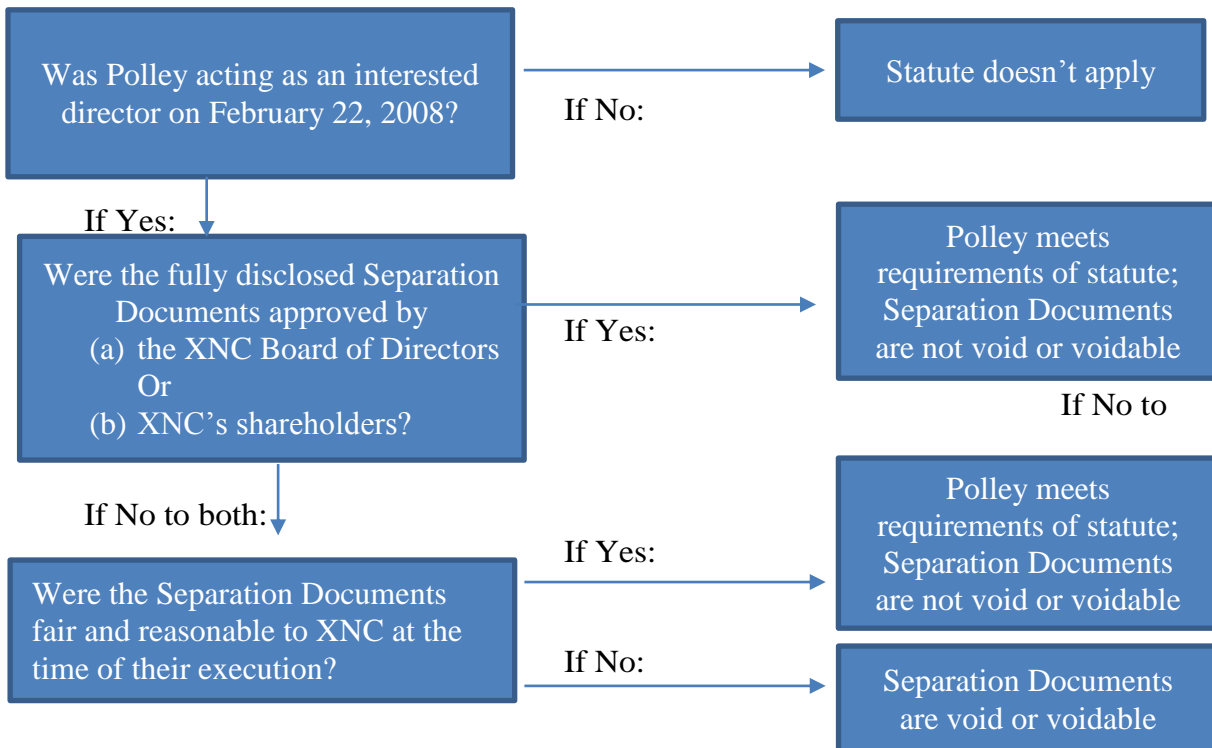 Was Polley acting as an interested
director on February 22, 2008?
If No:
Statute doesn’t apply
If Yes:
Were the fully disclosed Separation
Documents approved by
(a) the XNC Board of Directors
Or
(b) XNC’s shareholders?
If Yes:
Polley meets
requirements of statute;
Separation Documents
are not void or voidable
If No to
If No to both:
Were the Separation Documents
fair and reasonable to XNC at the
time of their execution?
If Yes:
Polley meets
requirements of statute;
Separation Documents
are not void or voidable
If No:
Separation Documents
are void or voidable